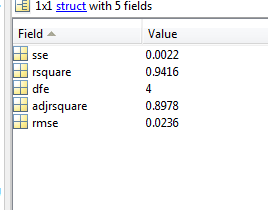 1x1 struct with 5 fields
Field Value
sse 0.0022
rsquare 0.9416
dfe 4
adjrsquare 0.8978
rmse 0.0236